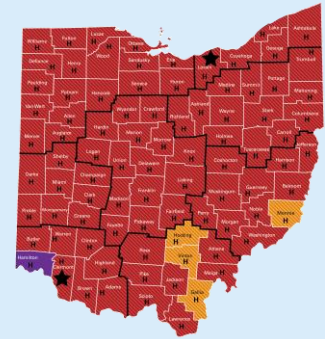 Lake
Ashtabula
Williams
H
Fulton
H
Lucas
H
Wood
H
Geauga
H
Cuyahoga
H
Trumbull
H
Defiance
H
Henry
H
Sandusky
H
Lorain
H
Huron
H
Medina
H
Summit
H
Portage
H
Mahoning
H
Paulding
H
Putnam
H
Hancock
H
Seneca
H
Ashland
H
Wayne
H
Stark
H
Columbiana
H
Van Wert
H
Allen
H
Wyandot
H
Crawford
H
Richland
H
Carroll
H
Jefferson
H
Mercer
H
Auglaize
H
Hardin
H
Marion
H
Morrow
H
Holmes
H
Tuscarawas
H
Harrison
H
Shelby
H
Logan
H
Union
H
Delaware
H
Knox
H
Coshocton
H
Darke
H
Miami
H
Champaign
H
Clark
H
Madison
H
Franklin
H
Licking
H
Muskingum
H
Guernsey
H
Belmont
H
Preble
H
Greene
H
Fayette
H
Pickaway
H
Fairfield
H
Perry
H
Morgan
H
Noble
H
Monroe
H
Butler
H
Warren
H
Clinton
H
Ross
H
Hocking
H
Athens
H
Washington
H
Hamilton
H
Clermont
H
Highland
H
Vinton
H
Meigs
H
Brown
H
Adams
H
Pike
H
Jackson
H
Scioto
H
Gallia
H
Lawrence
H